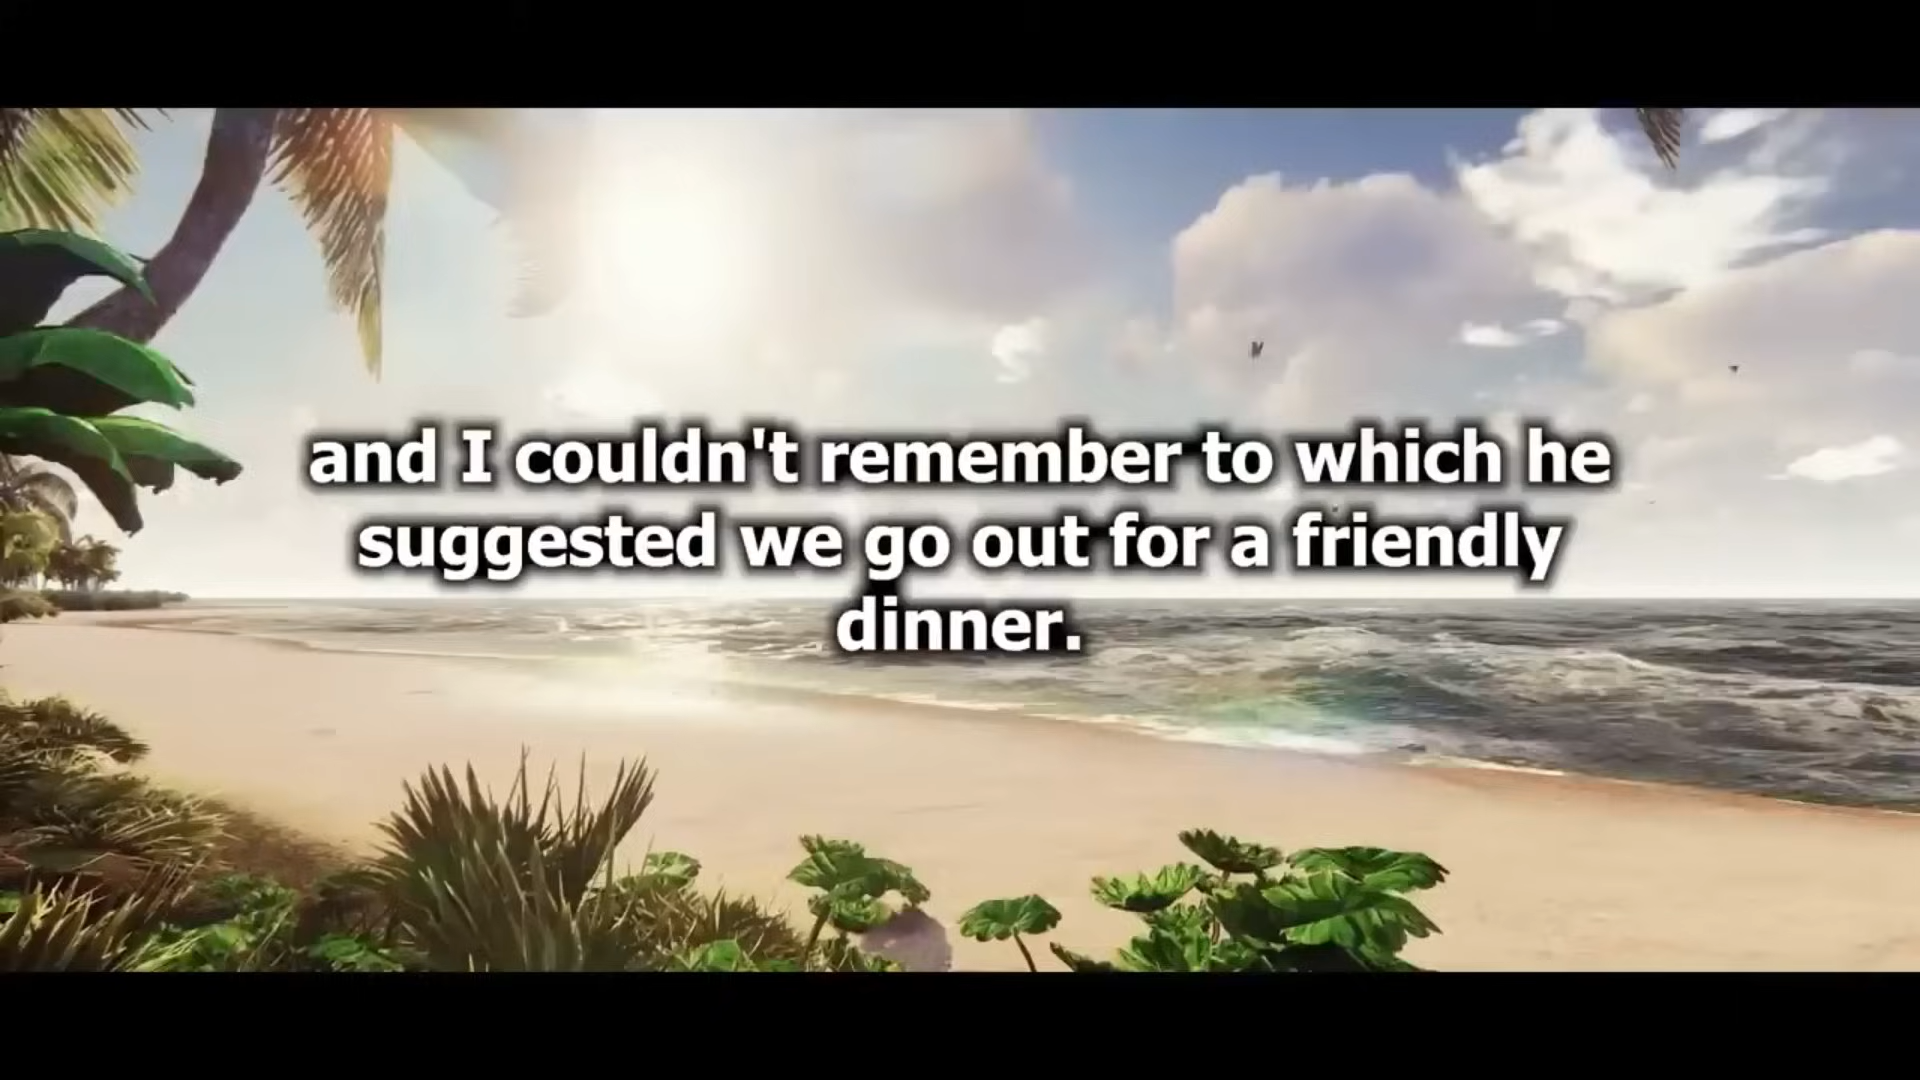 and I couldn't remember to which he
suggested we go out for a friendly
dinner.